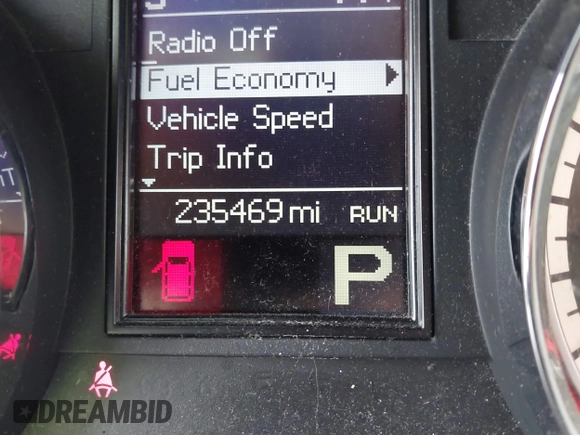 Radio Off
Fuel Economy
Vehicle Speed
Trip Info
235469 mi RUN
P
DREAMBID